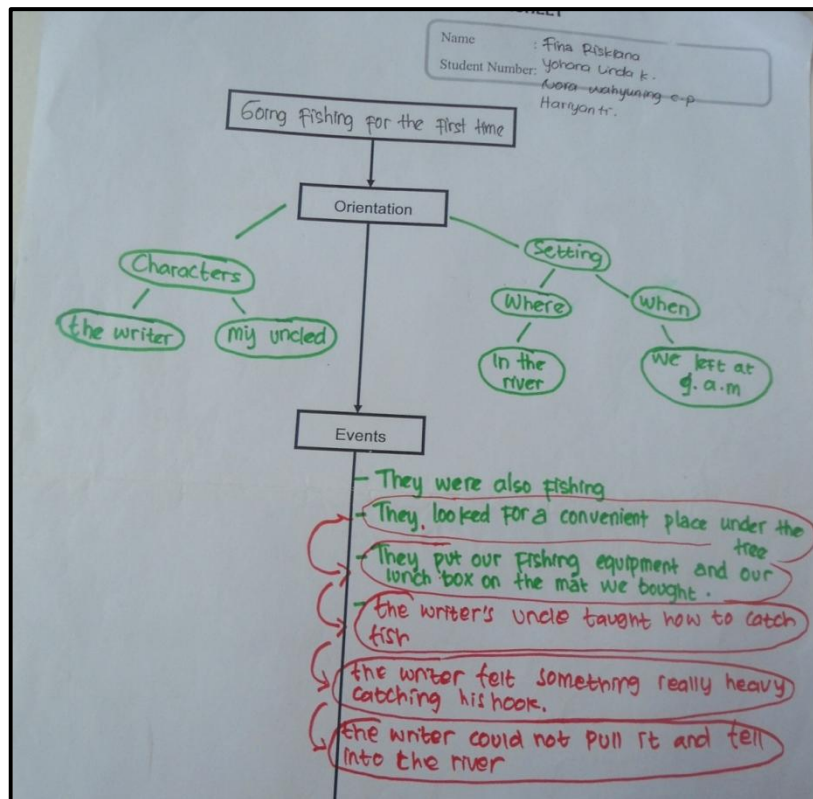 Name : Fina Riskiana
Student Number: Yohana Linda k.
Nora Wahyuning e.p
Hariyanti.
Going fishing for the first time
Orientation
Characters
the writer
my uncled
Setting
Where
When
In the river
We left at 9.a.m
Events
- They were also fishing
- They, looked for a convenient place under the tree
- They put our fishing equipment and our
lunch box on the mat we bought.
- the writer's uncle taught how to catch
fish
the writer felt something really heavy
catching his hook.
the writer could not pull it and fell
into the river